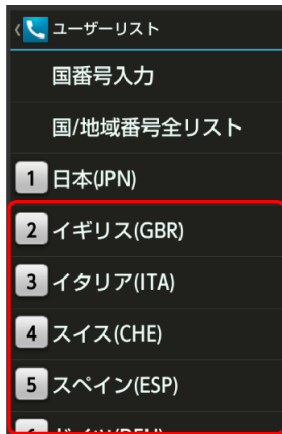 ユーザーリスト
国番号入力
国/地域番号全リスト
1 日本(JPN)
2 イギリス(GBR)
3 イタリア(ITA)
4 スイス(CHE)
5 スペイン(ESP)